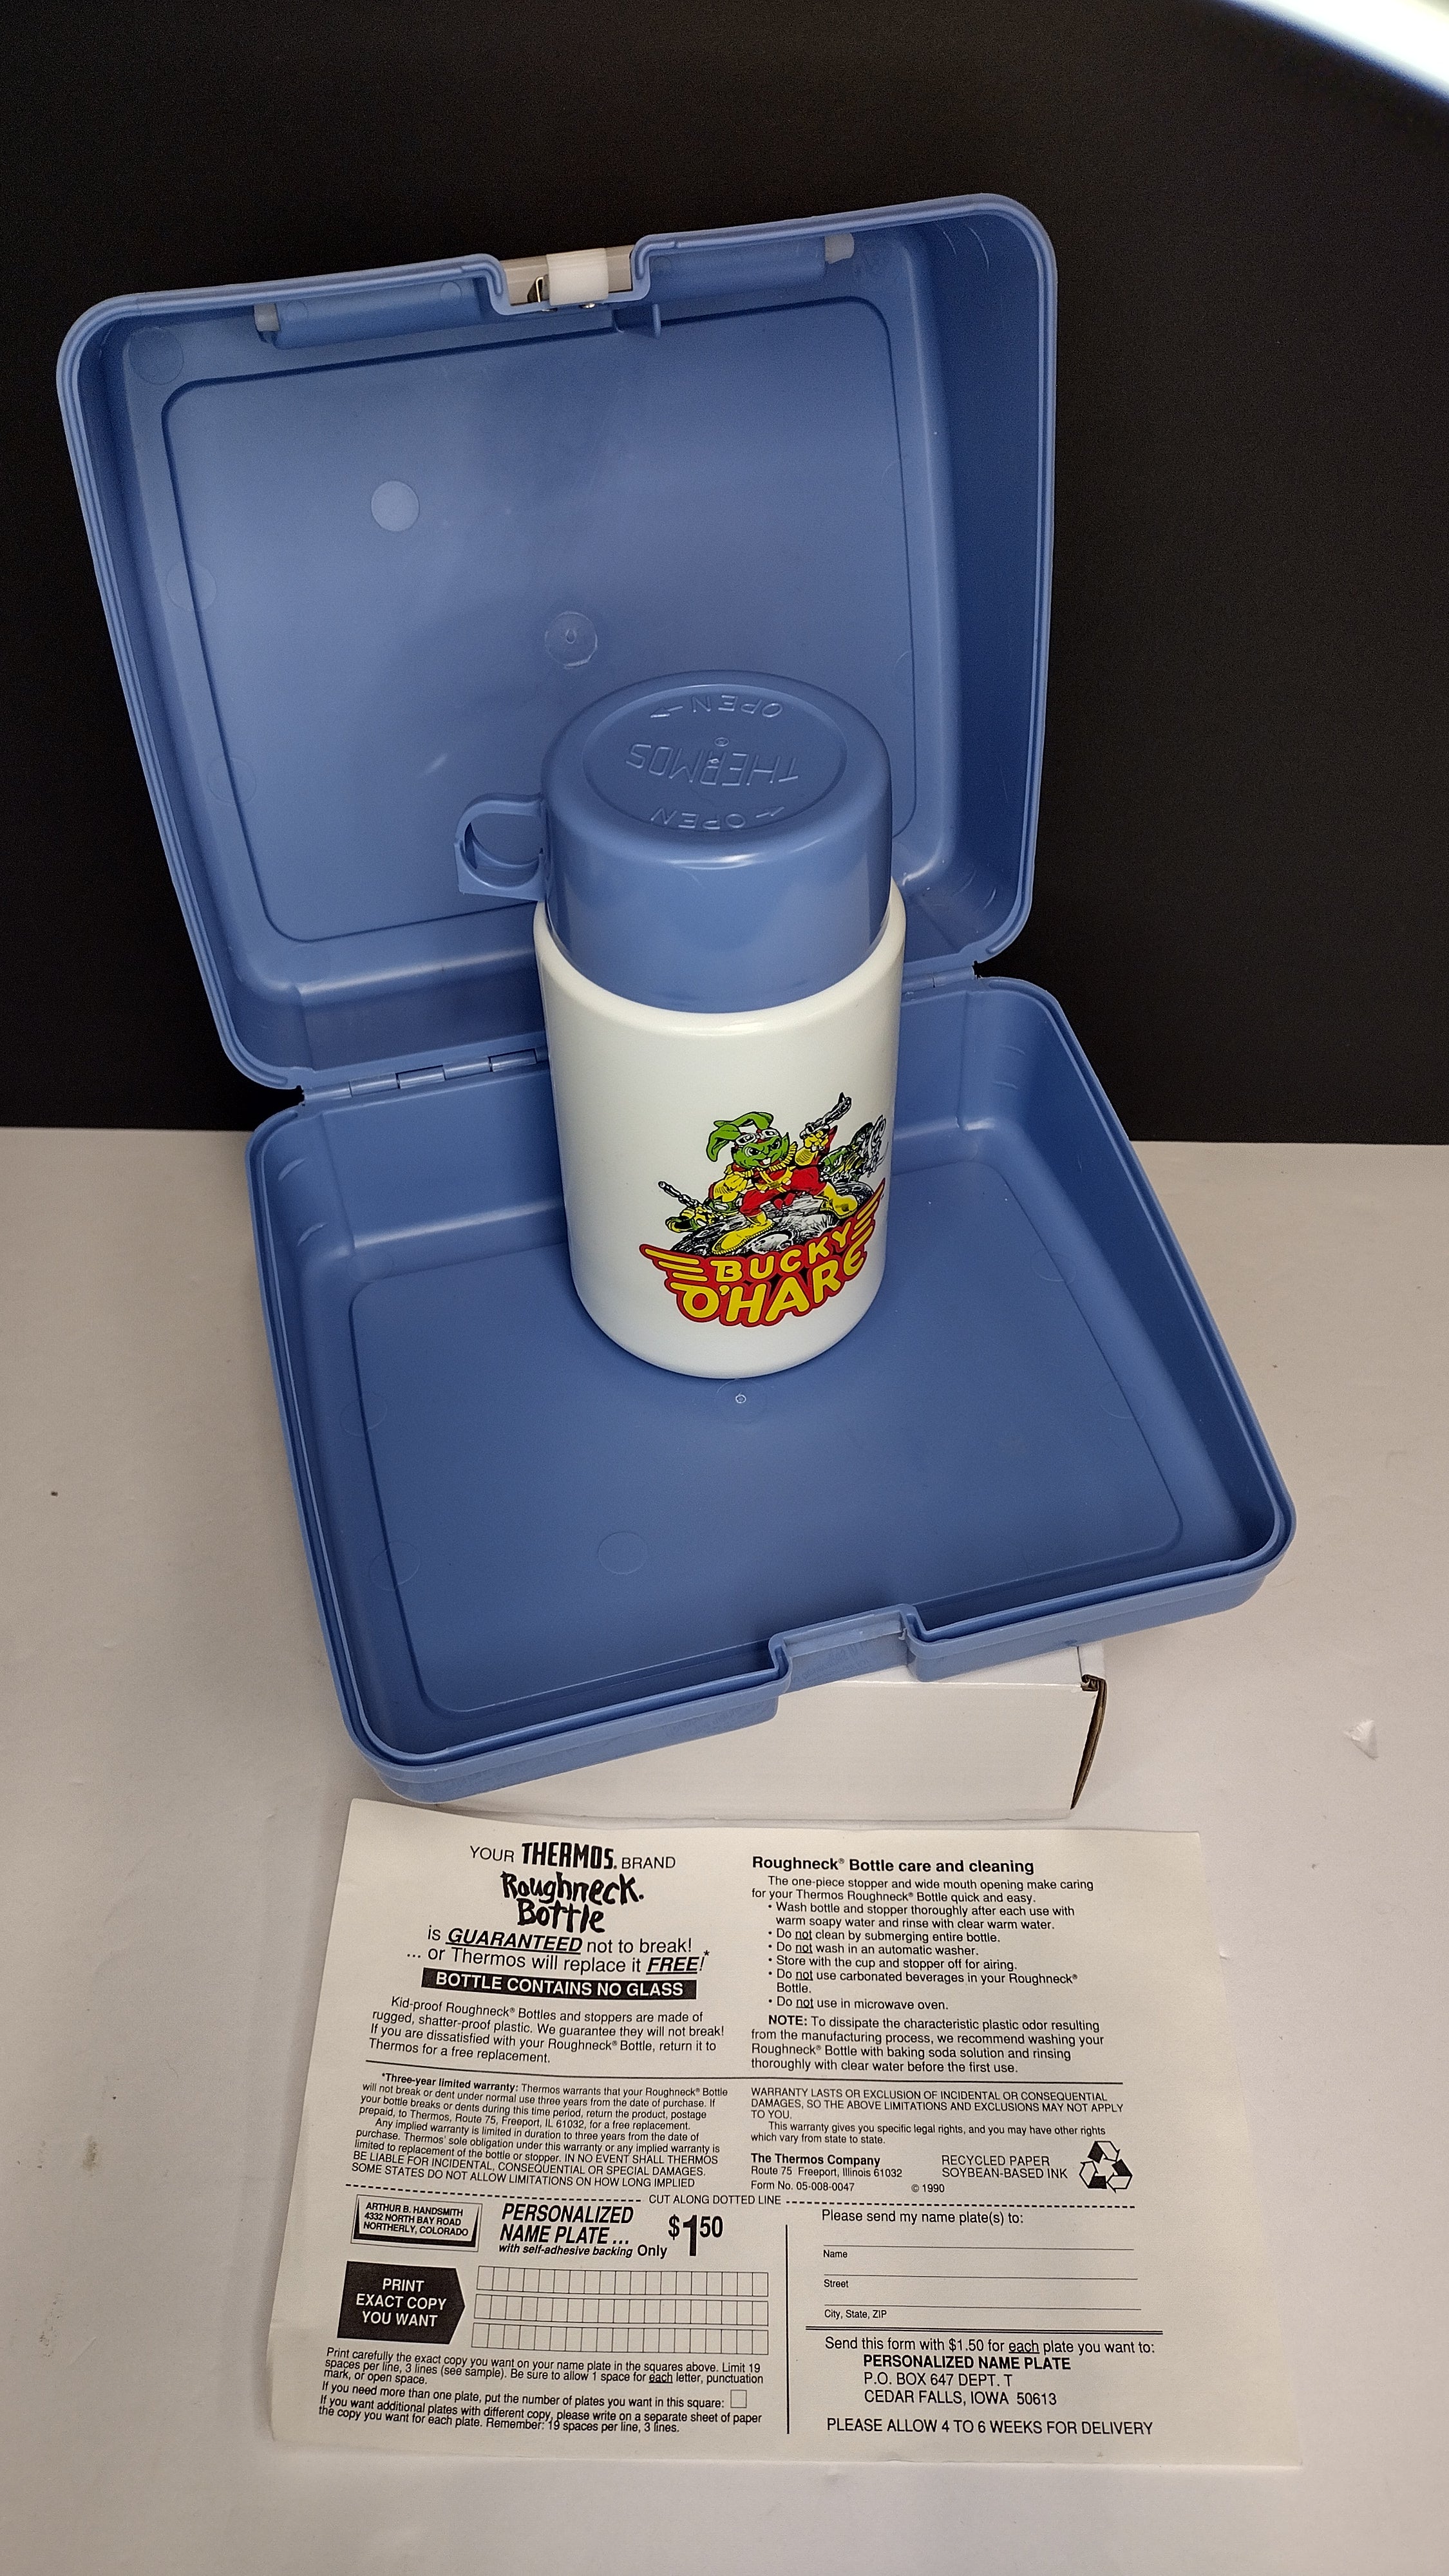 OPEN
THERMOS
OPEN
BUCKY
O'HARE
YOUR THERMOS® BRAND
Roughneck®
Bottle
is GUARANTEED not to break!
... or Thermos will replace it FREE!*
BOTTLE CONTAINS NO GLASS
Kid-proof Roughneck® Bottles and stoppers are made of
rugged, shatter-proof plastic. We guarantee they will not break!
If you are dissatisfied with your Roughneck® Bottle, return it to
Thermos for a free replacement.
Roughneck® Bottle care and cleaning
The one-piece stopper and wide mouth opening make caring
for your Thermos Roughneck® Bottle quick and easy.
• Wash bottle and stopper thoroughly after each use with
warm soapy water and rinse with clear warm water.
• Do not clean by submerging entire bottle.
• Do not wash in an automatic washer.
• Store with the cup and stopper off for airing.
• Do not use carbonated beverages in your Roughneck®
Bottle.
• Do not use in microwave oven.
NOTE: To dissipate the characteristic plastic odor resulting
from the manufacturing process, we recommend washing your
Roughneck® Bottle with baking soda solution and rinsing
thoroughly with clear water before the first use.
*Three-year limited warranty: Thermos warrants that your Roughneck® Bottle
will not break or dent under normal use three years from the date of purchase. If
your bottle breaks or dents during this time period, return the product, postage
prepaid, to Thermos, Route 75, Freeport, IL 61032, for a free replacement.
Any implied warranty is limited in duration to three years from the date of
purchase. Thermos' sole obligation under this warranty or any implied warranty is
limited to replacement of the bottle or stopper. IN NO EVENT SHALL THERMOS
BE LIABLE FOR INCIDENTAL, CONSEQUENTIAL OR SPECIAL DAMAGES.
SOME STATES DO NOT ALLOW LIMITATIONS ON HOW LONG IMPLIED
WARRANTY LASTS OR EXCLUSION OF INCIDENTAL OR CONSEQUENTIAL
DAMAGES, SO THE ABOVE LIMITATIONS AND EXCLUSIONS MAY NOT APPLY
TO YOU.
This warranty gives you specific legal rights, and you may have other rights
which vary from state to state.
The Thermos Company
Route 75 Freeport, Illinois 61032
Form No. 05-008-0047
© 1990
RECYCLED PAPER
SOYBEAN-BASED INK
CUT ALONG DOTTED LINE
ARTHUR B. HANDSMITH
4332 NORTH BAY ROAD
NORTHERLY, COLORADO
PERSONALIZED
NAME PLATE ...
with self-adhesive backing Only $1 50
PRINT
EXACT COPY
YOU WANT
Print carefully the exact copy you want on your name plate in the squares above. Limit 19
spaces per line, 3 lines (see sample). Be sure to allow 1 space for each letter, punctuation
mark, or open space.
If you need more than one plate, put the number of plates you want in this square:
If you want additional plates with different copy, please write on a separate sheet of paper
the copy you want for each plate. Remember: 19 spaces per line, 3 lines.
Please send my name plate(s) to:
Name
Street
City, State, ZIP
Send this form with $1.50 for each plate you want to:
PERSONALIZED NAME PLATE
P.O. BOX 647 DEPT. T
CEDAR FALLS, IOWA 50613
PLEASE ALLOW 4 TO 6 WEEKS FOR DELIVERY